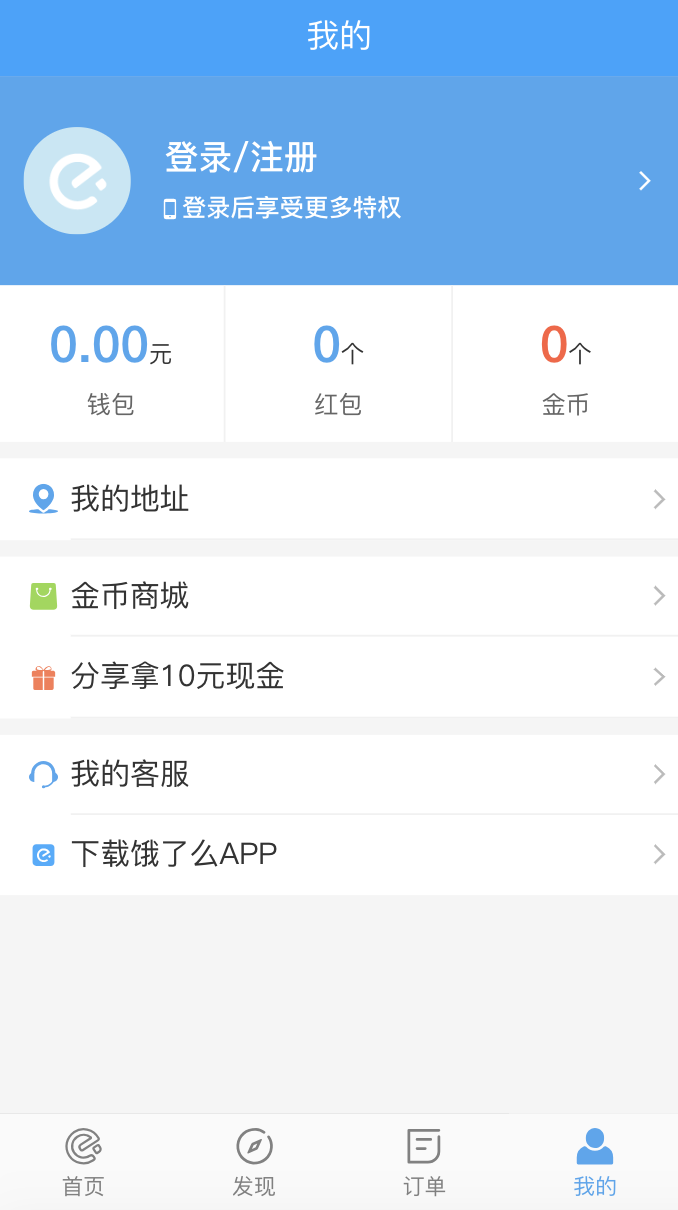 我的
登录/注册
登录后享受更多特权
0.00元
0个
0个
钱包
红包
金币
我的地址
金币商城
分享拿10元现金
我的客服
下载饿了么APP
首页
发现
订单
我的